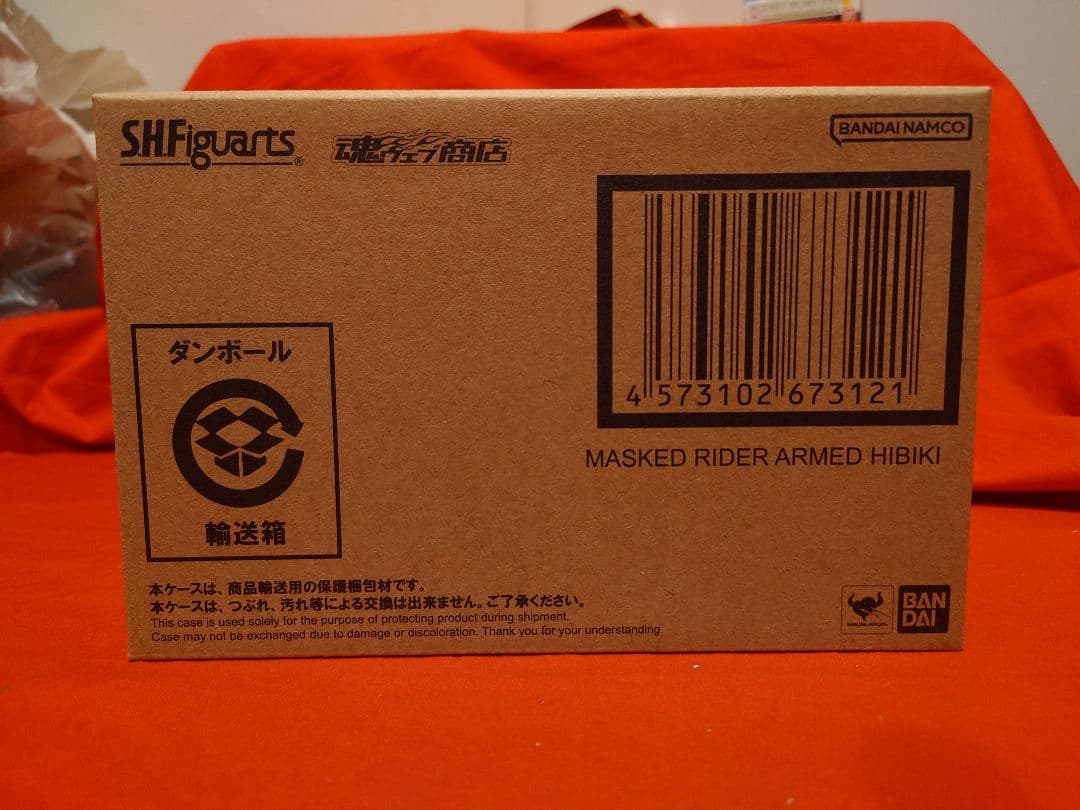 S.H.Figuarts®
魂ウェブ商店
BANDAI NAMCO
4 573102 673121
MASKED RIDER ARMED HIBIKI
ダンボール
輸送箱
本ケースは、商品輸送用の保護梱包材です。
本ケースは、つぶれ、汚れ等による交換は出来ません。ご了承ください。
This case is used solely for the purpose of protecting product during shipment.
Case may not be exchanged due to damage or discoloration. Thank you for your understanding.
BAN
DAI